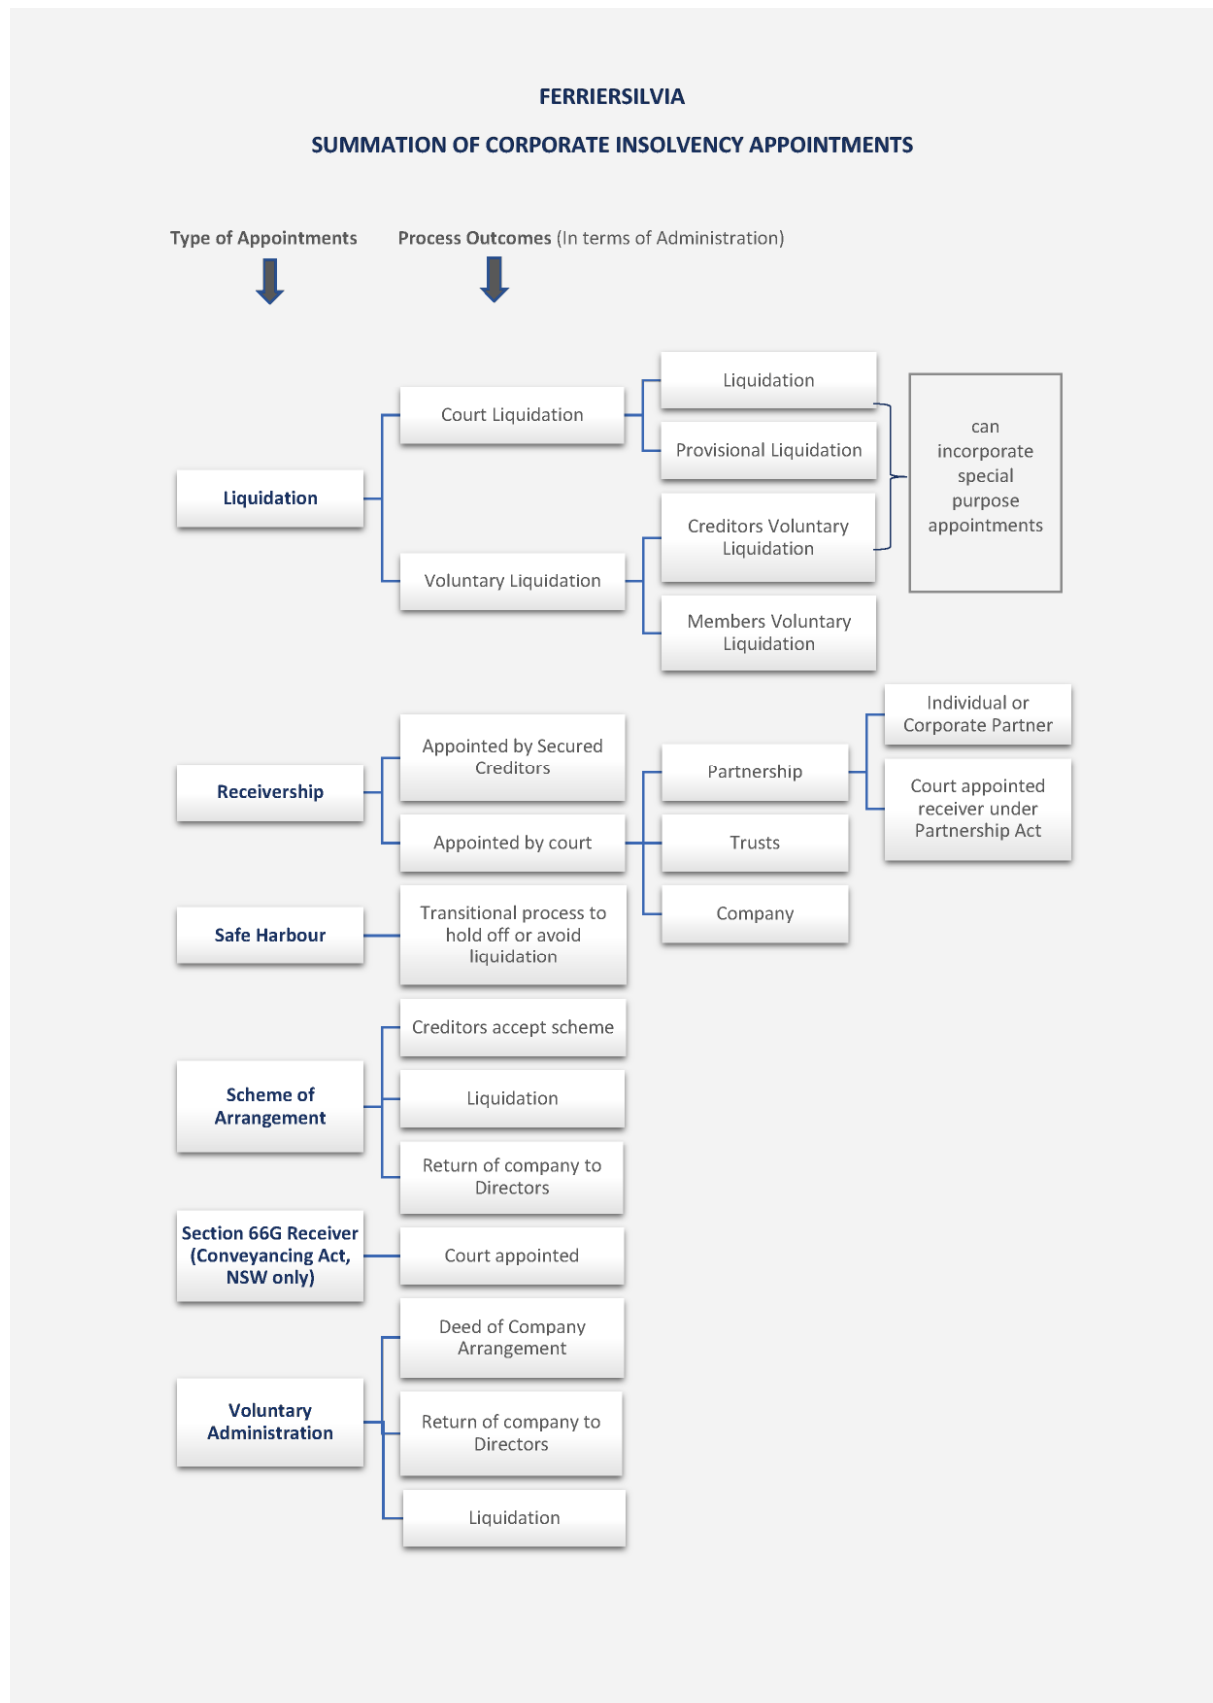 FERRIERSILVIA
SUMMATION OF CORPORATE INSOLVENCY APPOINTMENTS
Type of Appointments
Process Outcomes (In terms of Administration)
Liquidation
Court Liquidation
Liquidation
Provisional Liquidation
Voluntary Liquidation
Creditors Voluntary
Liquidation
Members Voluntary
Liquidation
can
incorporate
special
purpose
appointments
Receivership
Appointed by Secured
Creditors
Appointed by court
Partnership
Individual or
Corporate Partner
Court appointed
receiver under
Partnership Act
Trusts
Company
Safe Harbour
Transitional process to
hold off or avoid
liquidation
Scheme of
Arrangement
Creditors accept scheme
Liquidation
Return of company to
Directors
Section 66G Receiver
(Conveyancing Act,
NSW only)
Court appointed
Voluntary
Administration
Deed of Company
Arrangement
Return of company to
Directors
Liquidation